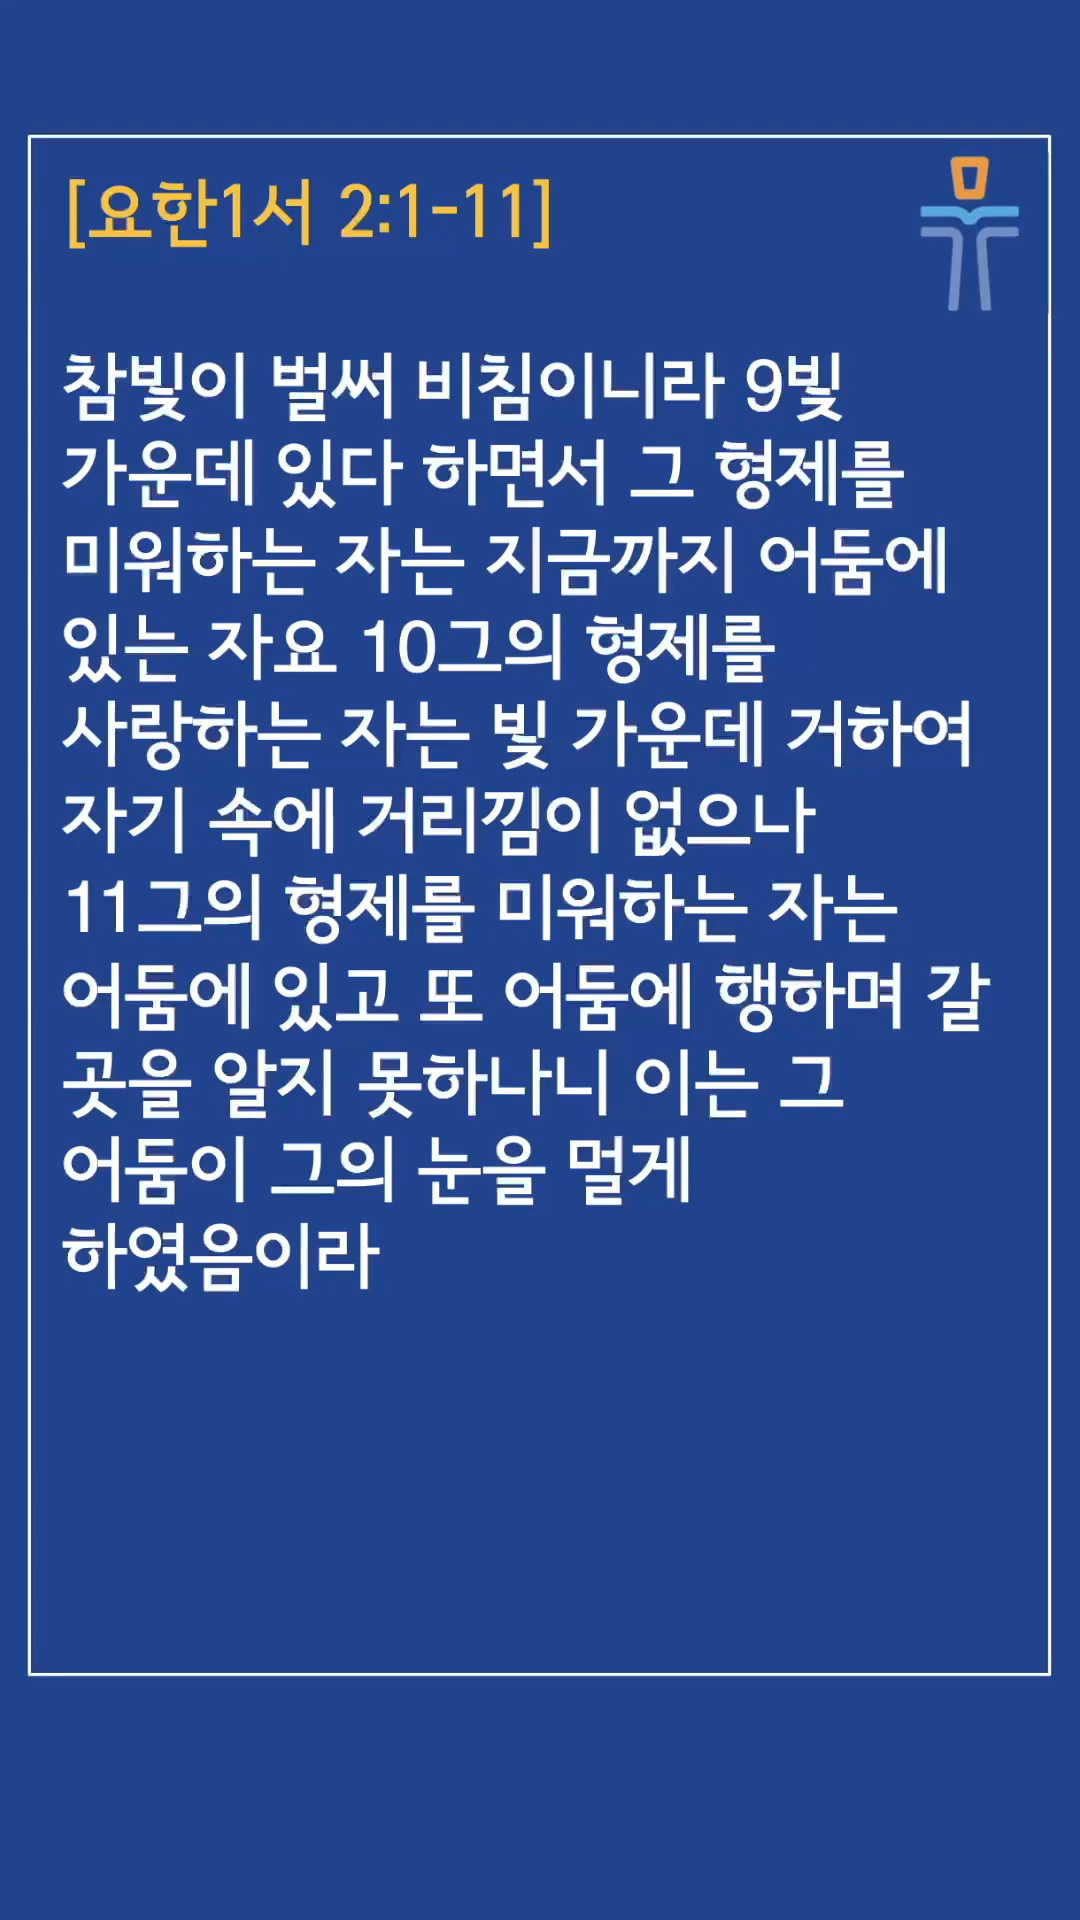 [요한1서 2:1-11]
참빛이 벌써 비침이니라 9빛
가운데 있다 하면서 그 형제를
미워하는 자는 지금까지 어둠에
있는 자요 10그의 형제를
사랑하는 자는 빛 가운데 거하여
자기 속에 거리낌이 없으나
11그의 형제를 미워하는 자는
어둠에 있고 또 어둠에 행하며 갈
곳을 알지 못하나니 이는 그
어둠이 그의 눈을 멀게
하였음이라